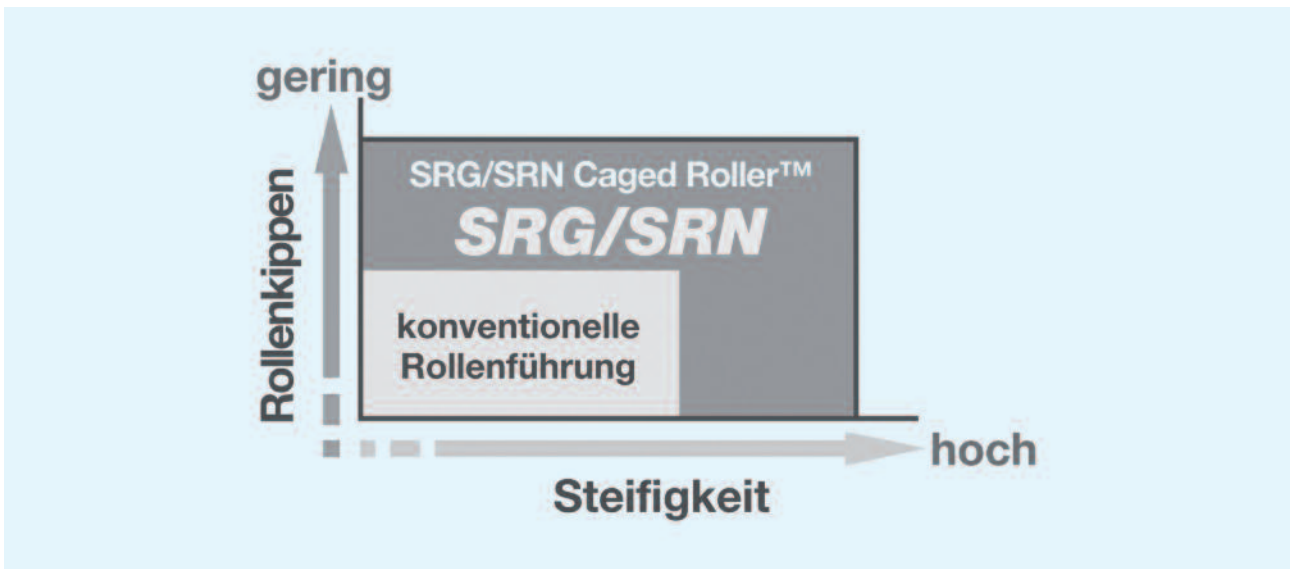 gering
Rollenkippen
SRG/SRN Caged Roller™
SRG/SRN
konventionelle
Rollenführung
hoch
Steifigkeit